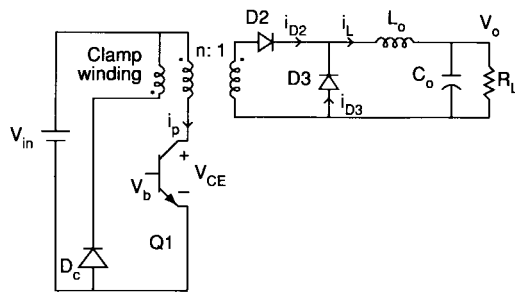 D2
i_D2
i_L
L_o
V_o
Clamp
winding
n: 1
D3
i_D3
C_o
R_L
V_in
i_p
+
V_CE
V_b
−
Q1
D_c